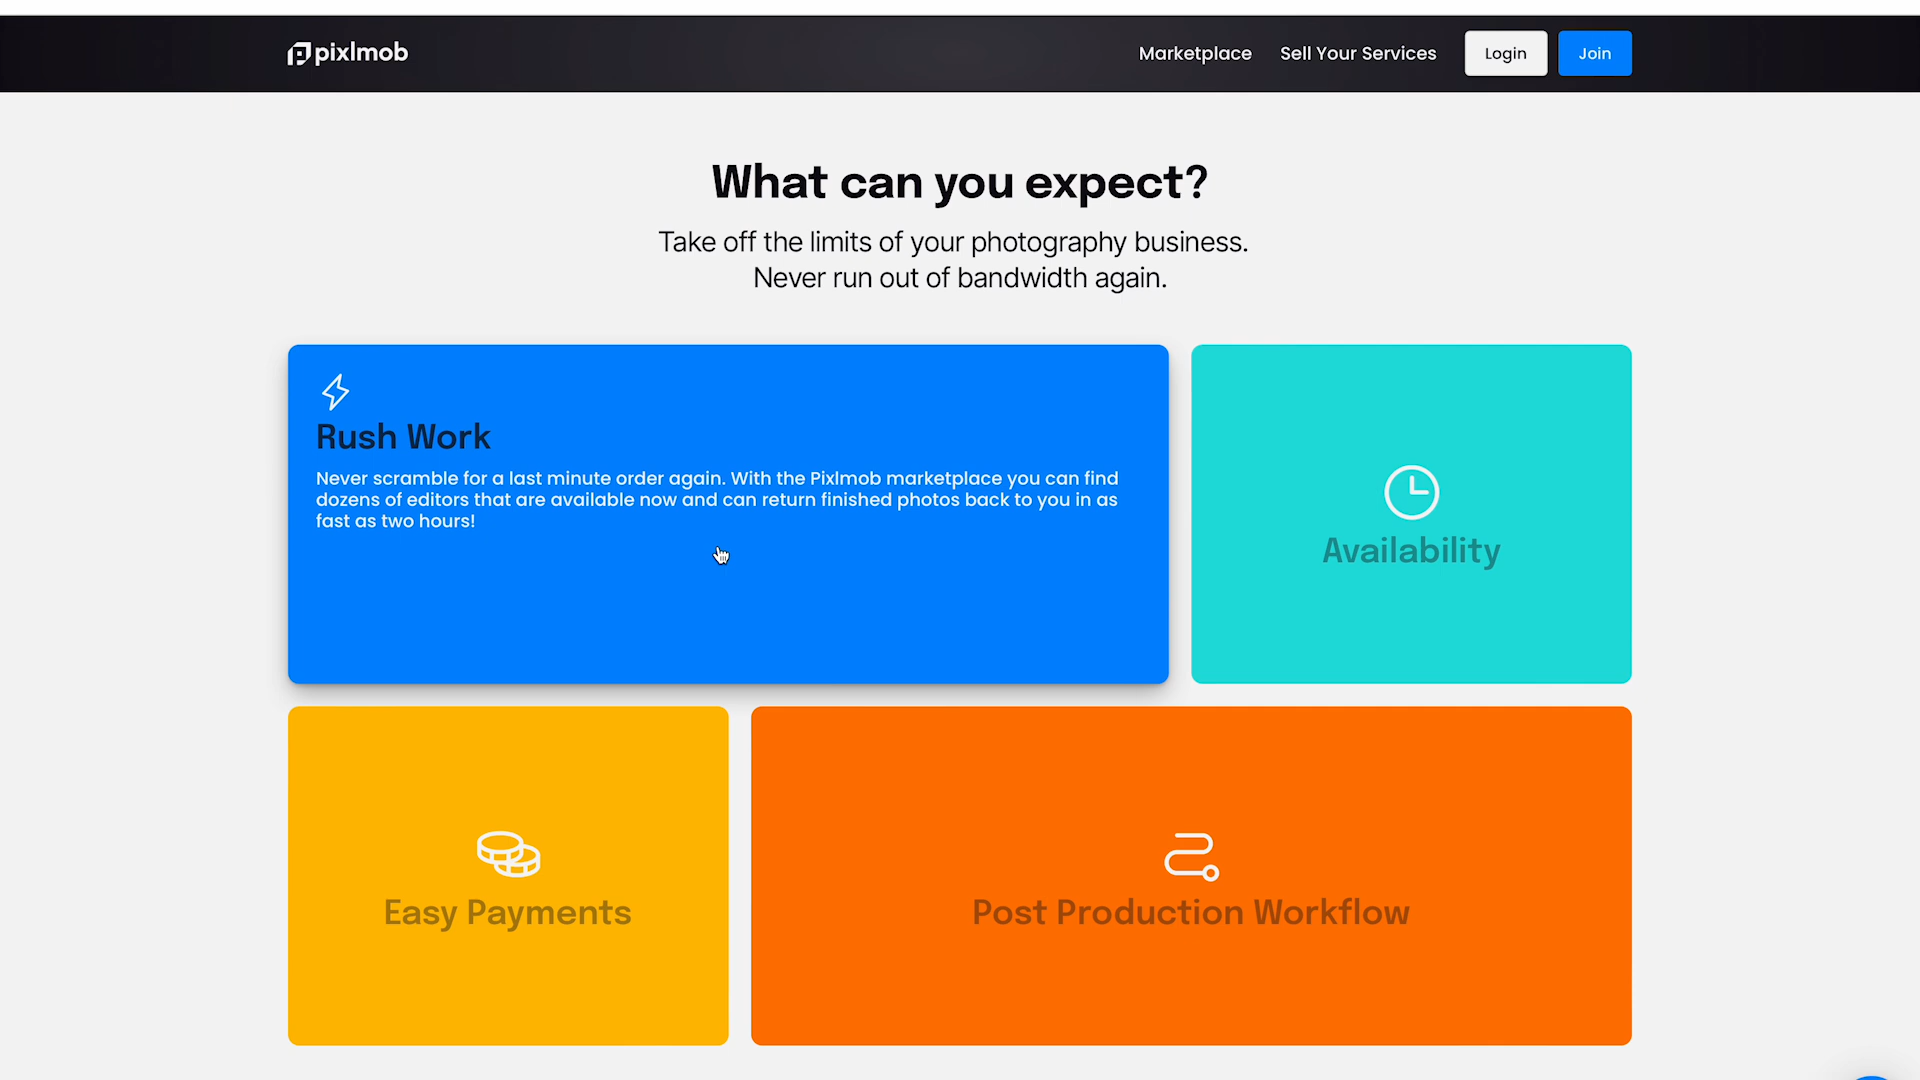 pixlmob
Marketplace
Sell Your Services
Login
Join
What can you expect?
Take off the limits of your photography business.
Never run out of bandwidth again.
Rush Work
Never scramble for a last minute order again. With the Pixlmob marketplace you can find
dozens of editors that are available now and can return finished photos back to you in as
fast as two hours!
Availability
Easy Payments
Post Production Workflow